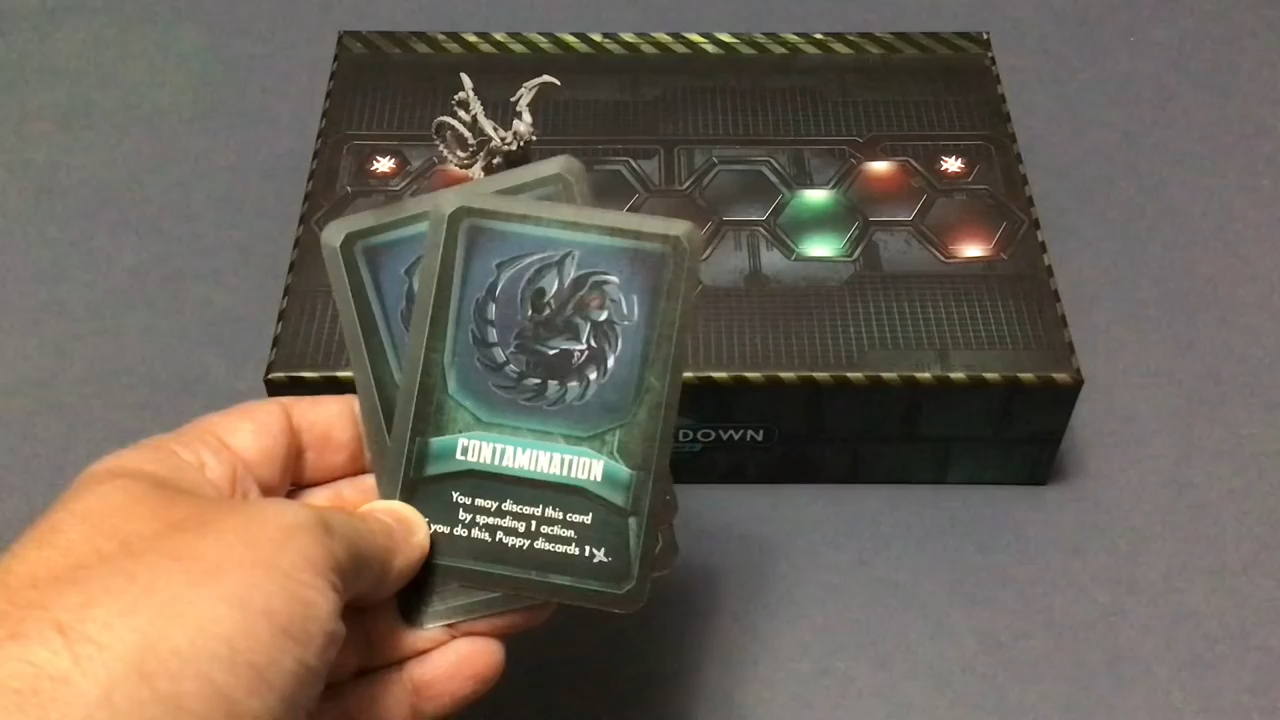 DOWN
CONTAMINATION
You may discard this card
by spending 1 action.
you do this, Puppy discards 1